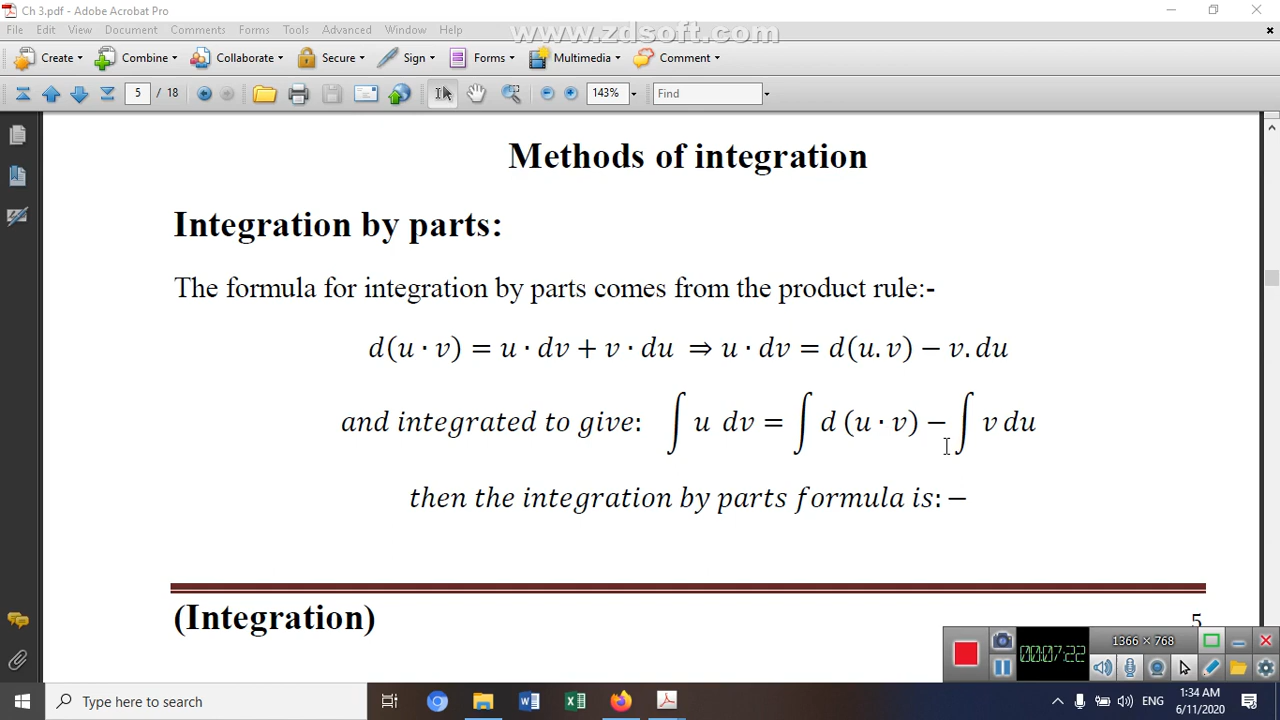 Ch 3.pdf - Adobe Acrobat Pro
www.zdsoft.com
File Edit View Document Comments Forms Tools Advanced Window Help
Create Combine Collaborate Secure Sign Forms Multimedia Comment
5 / 18 143% Find
Methods of integration
Integration by parts:
The formula for integration by parts comes from the product rule:-
d(u · v) = u · dv + v · du ⇒ u · dv = d(u. v) − v. du
and integrated to give: ∫ u dv = ∫ d (u · v) − ∫ v du
then the integration by parts formula is: −
(Integration)
5
00:07:22
1366 × 768
Type here to search
ENG
1:34 AM
6/11/2020